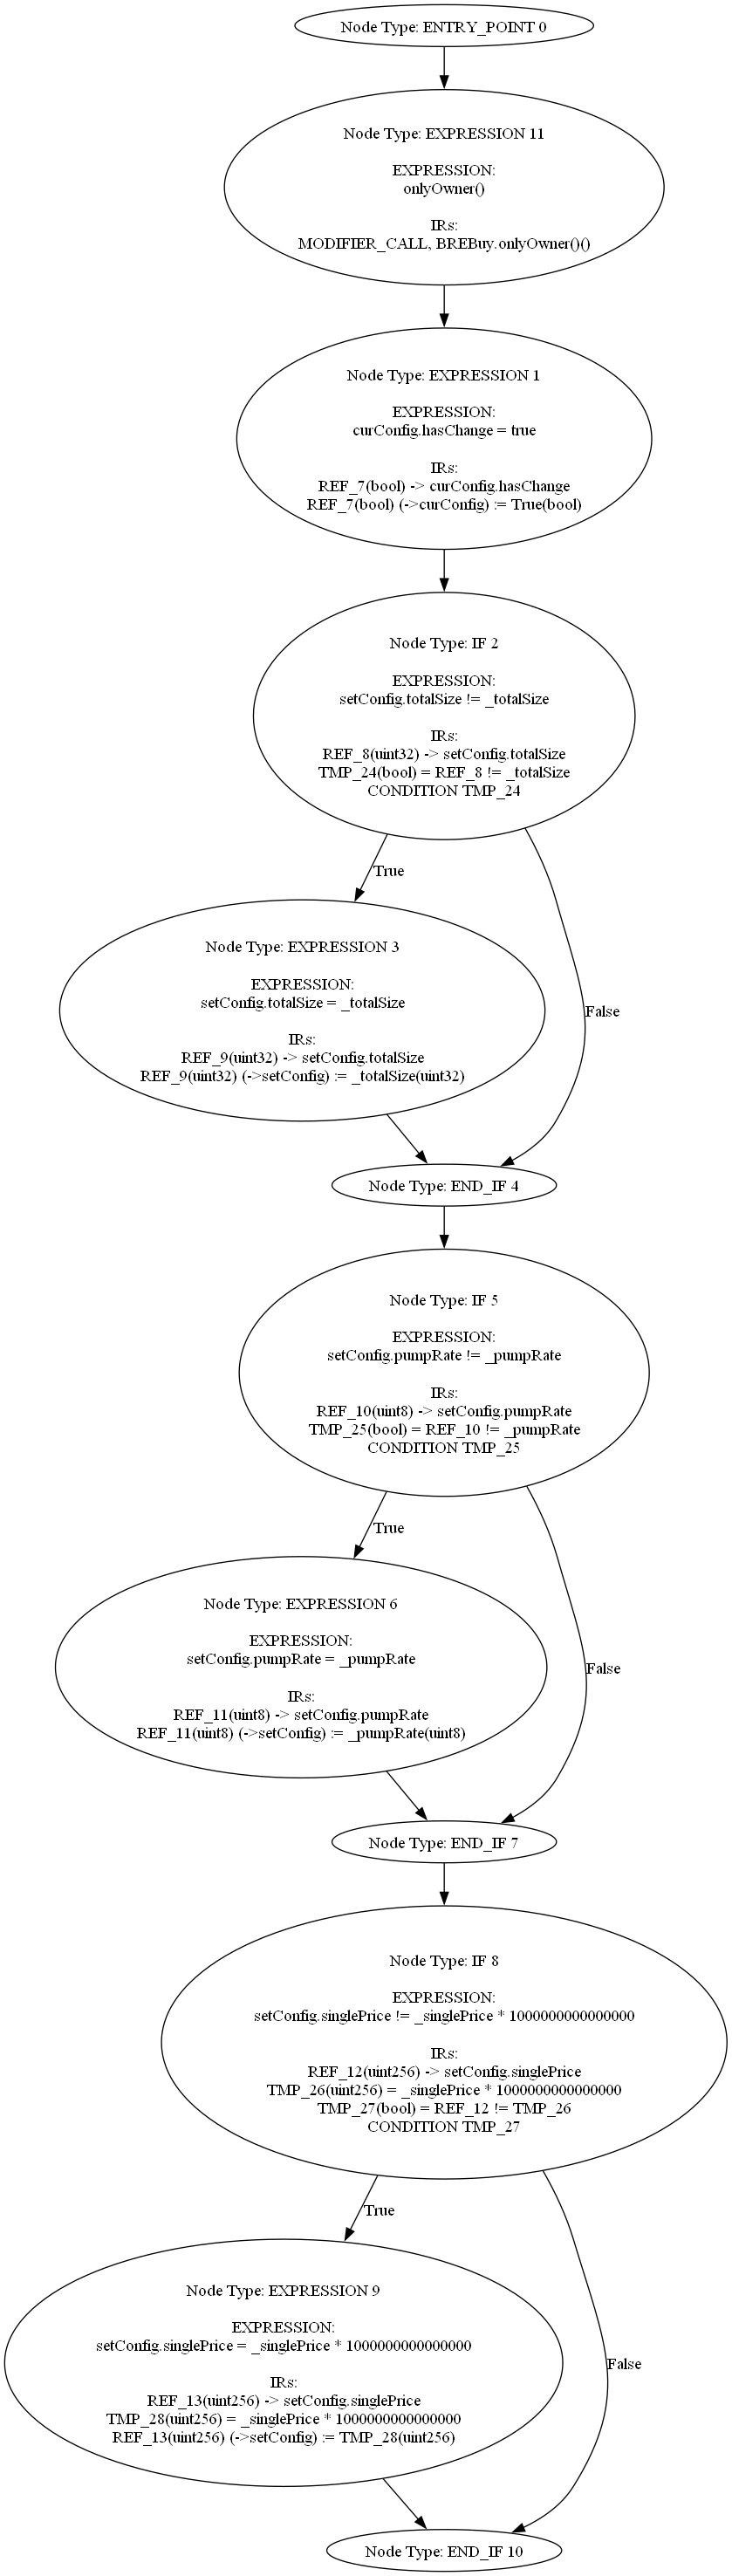 Node Type: ENTRY_POINT 0
Node Type: EXPRESSION 11
EXPRESSION:
onlyOwner()
IRs:
MODIFIER_CALL, BREBuy.onlyOwner()()
Node Type: EXPRESSION 1
EXPRESSION:
curConfig.hasChange = true
IRs:
REF_7(bool) -> curConfig.hasChange
REF_7(bool) (->curConfig) := True(bool)
Node Type: IF 2
EXPRESSION:
setConfig.totalSize != _totalSize
IRs:
REF_8(uint32) -> setConfig.totalSize
TMP_24(bool) = REF_8 != _totalSize
CONDITION TMP_24
True
False
Node Type: EXPRESSION 3
EXPRESSION:
setConfig.totalSize = _totalSize
IRs:
REF_9(uint32) -> setConfig.totalSize
REF_9(uint32) (->setConfig) := _totalSize(uint32)
Node Type: END_IF 4
Node Type: IF 5
EXPRESSION:
setConfig.pumpRate != _pumpRate
IRs:
REF_10(uint8) -> setConfig.pumpRate
TMP_25(bool) = REF_10 != _pumpRate
CONDITION TMP_25
True
False
Node Type: EXPRESSION 6
EXPRESSION:
setConfig.pumpRate = _pumpRate
IRs:
REF_11(uint8) -> setConfig.pumpRate
REF_11(uint8) (->setConfig) := _pumpRate(uint8)
Node Type: END_IF 7
Node Type: IF 8
EXPRESSION:
setConfig.singlePrice != _singlePrice * 1000000000000000
IRs:
REF_12(uint256) -> setConfig.singlePrice
TMP_26(uint256) = _singlePrice * 1000000000000000
TMP_27(bool) = REF_12 != TMP_26
CONDITION TMP_27
True
False
Node Type: EXPRESSION 9
EXPRESSION:
setConfig.singlePrice = _singlePrice * 1000000000000000
IRs:
REF_13(uint256) -> setConfig.singlePrice
TMP_28(uint256) = _singlePrice * 1000000000000000
REF_13(uint256) (->setConfig) := TMP_28(uint256)
Node Type: END_IF 10